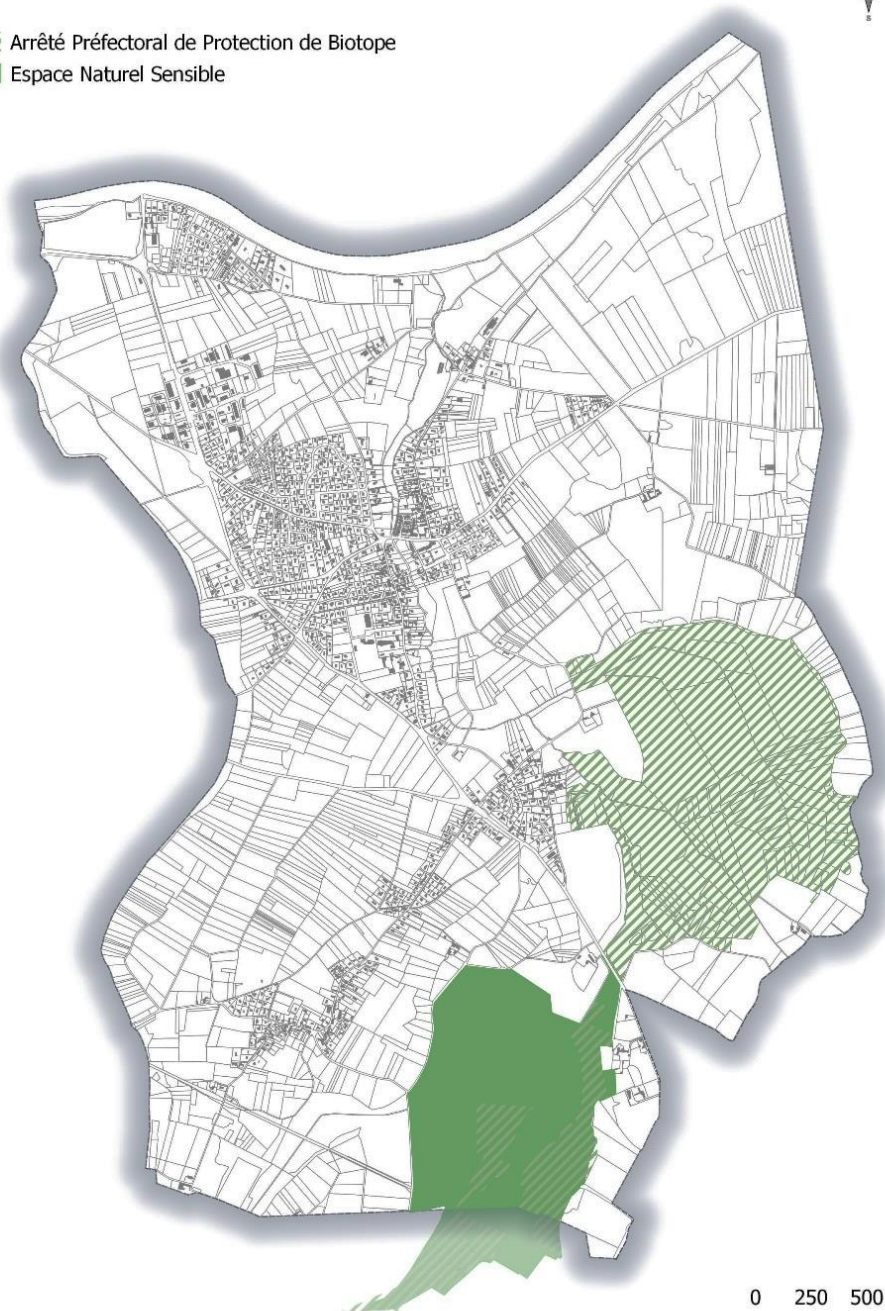 S
Arrêté Préfectoral de Protection de Biotope
Espace Naturel Sensible
0 250 500